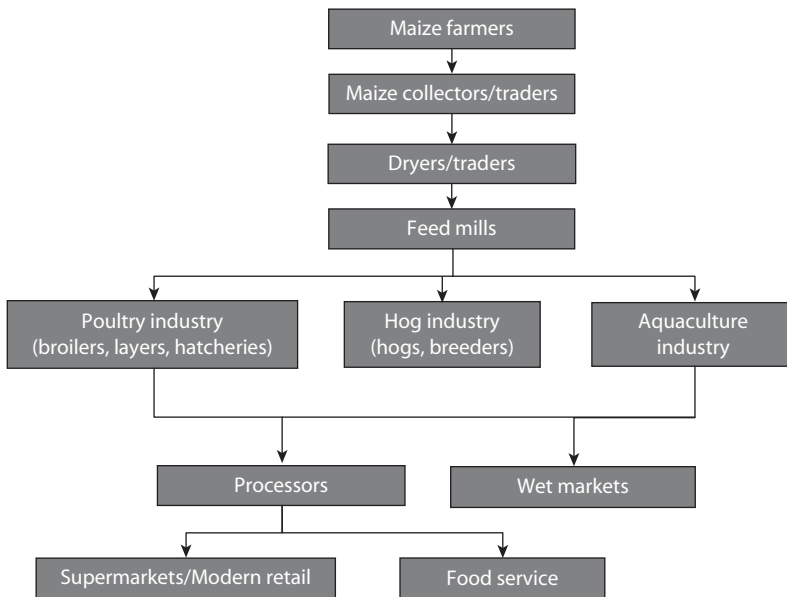 Maize farmers
Maize collectors/traders
Dryers/traders
Feed mills
Poultry industry
(broilers, layers, hatcheries)
Hog industry
(hogs, breeders)
Aquaculture
industry
Processors
Wet markets
Supermarkets/Modern retail
Food service